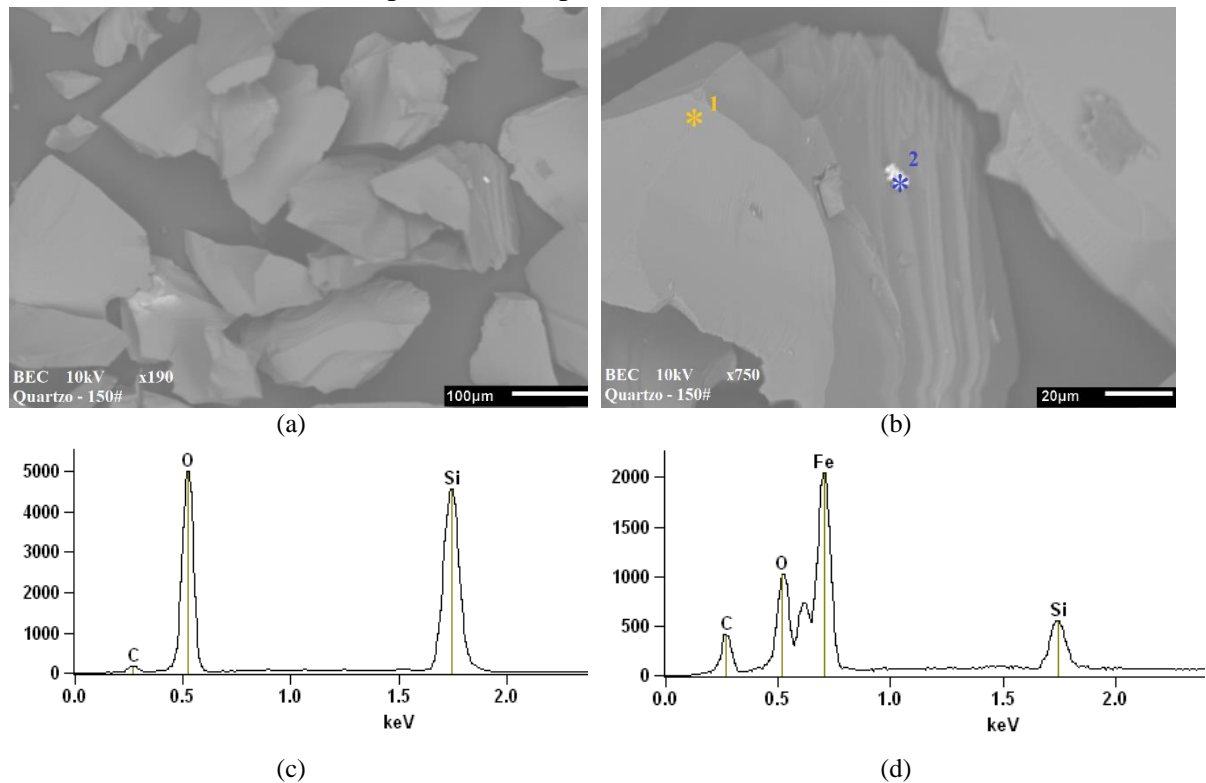 1
2
BEC 10kV x190
Quartzo - 150#
100µm
BEC 10kV x750
Quartzo - 150#
20µm
(a)
(b)
5000
4000
3000
2000
1000
0
O
Si
C
0.0 0.5 1.0 1.5 2.0
keV
2000
1500
1000
500
0
Fe
O
C
Si
0.0 0.5 1.0 1.5 2.0
keV
(c)
(d)